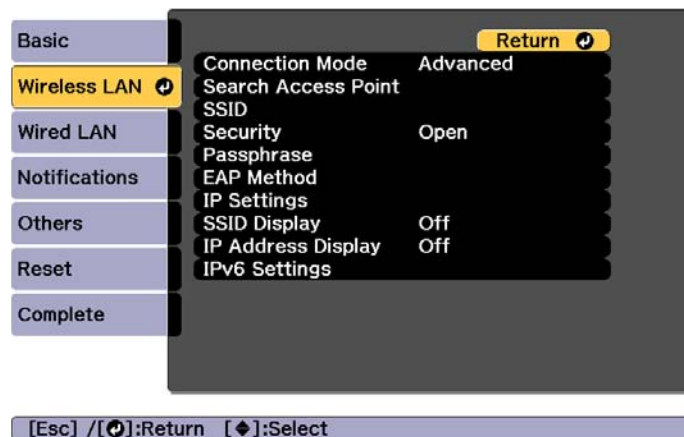 Basic
Wireless LAN
Wired LAN
Notifications
Others
Reset
Complete
Return
Connection Mode Advanced
Search Access Point
SSID
Security Open
Passphrase
EAP Method
IP Settings
SSID Display Off
IP Address Display Off
IPv6 Settings
[Esc] /[⏎]:Return [◆]:Select